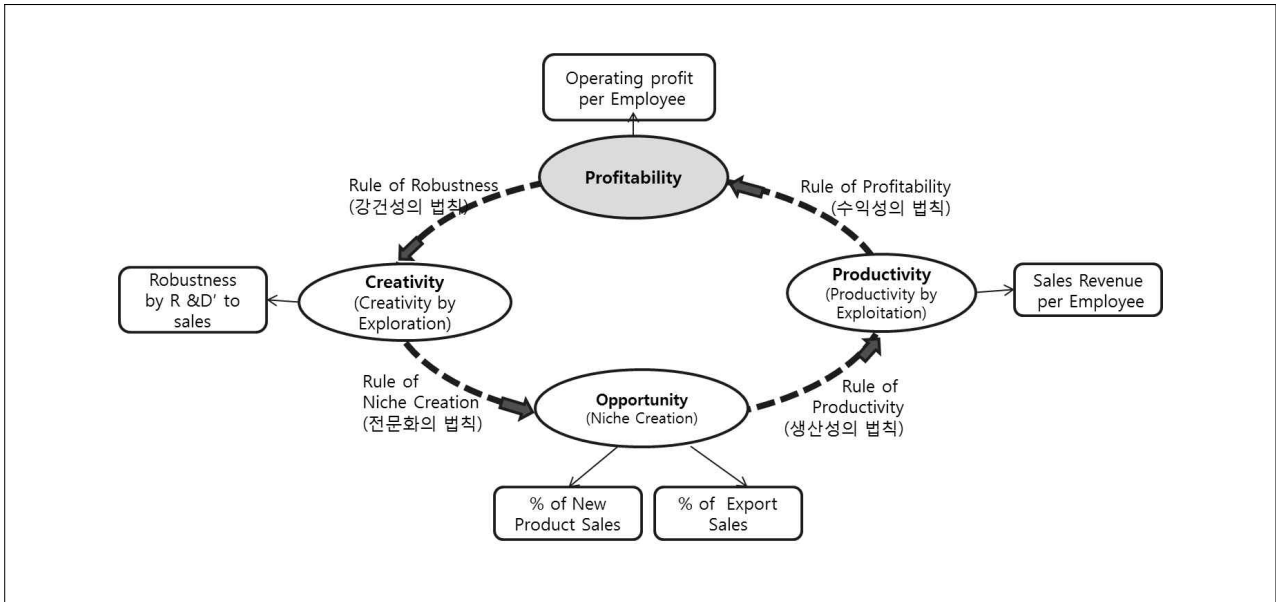 Operating profit
per Employee
Profitability
Rule of Robustness
(강건성의 법칙)
Rule of Profitability
(수익성의 법칙)
Robustness
by R &D’ to
sales
Creativity
(Creativity by
Exploration)
Productivity
(Productivity by
Exploitation)
Sales Revenue
per Employee
Rule of
Niche Creation
(전문화의 법칙)
Opportunity
(Niche Creation)
Rule of
Productivity
(생산성의 법칙)
% of New
Product Sales
% of Export
Sales